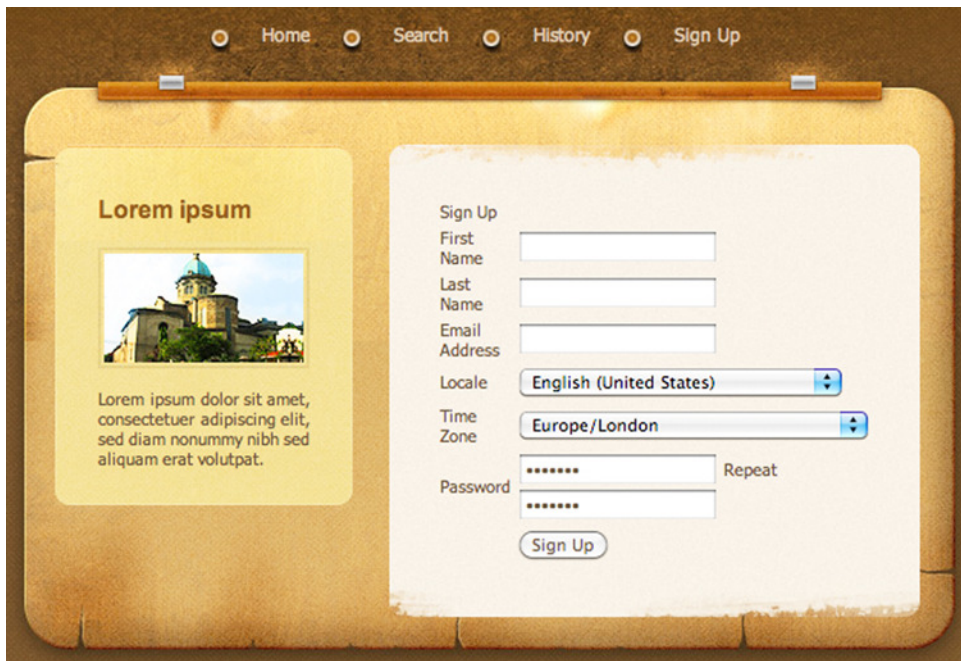 Home Search History Sign Up
Lorem ipsum
Lorem ipsum dolor sit amet,
consectetuer adipiscing elit,
sed diam nonummy nibh sed
aliquam erat volutpat.
Sign Up
First
Name
Last
Name
Email
Address
Locale English (United States)
Time
Zone
Europe/London
Password
••••••• Repeat
•••••••
Sign Up